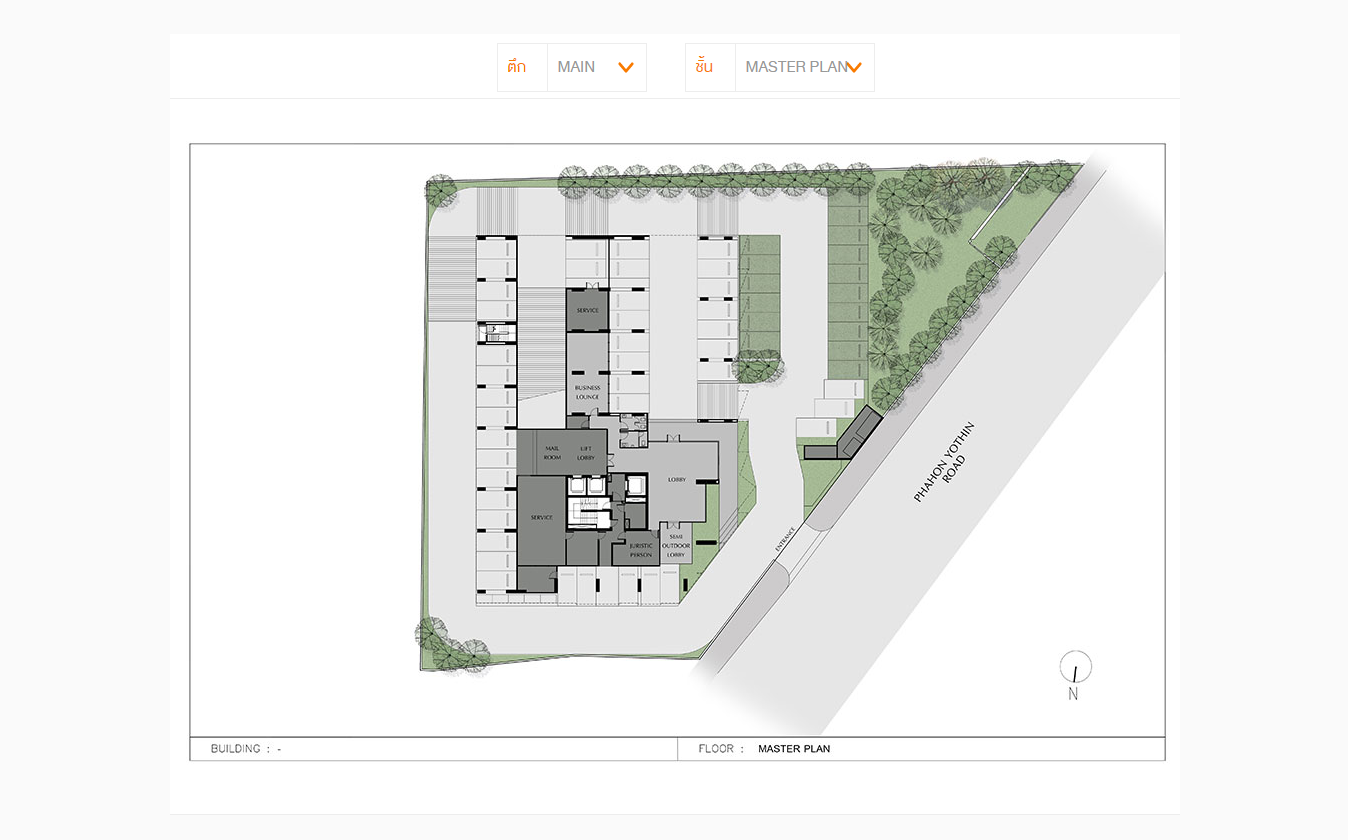 ตึก MAIN ชั้น MASTER PLAN
SERVICE
BUSINESS
LOUNGE
MAIL
ROOM
LIFT
LOBBY
LOBBY
SERVICE
SEMI
OUTDOOR
LOBBY
JURISTIC
PERSON
ENTRANCE
PHAHON YOTHIN
ROAD
N
BUILDING : -
FLOOR : MASTER PLAN